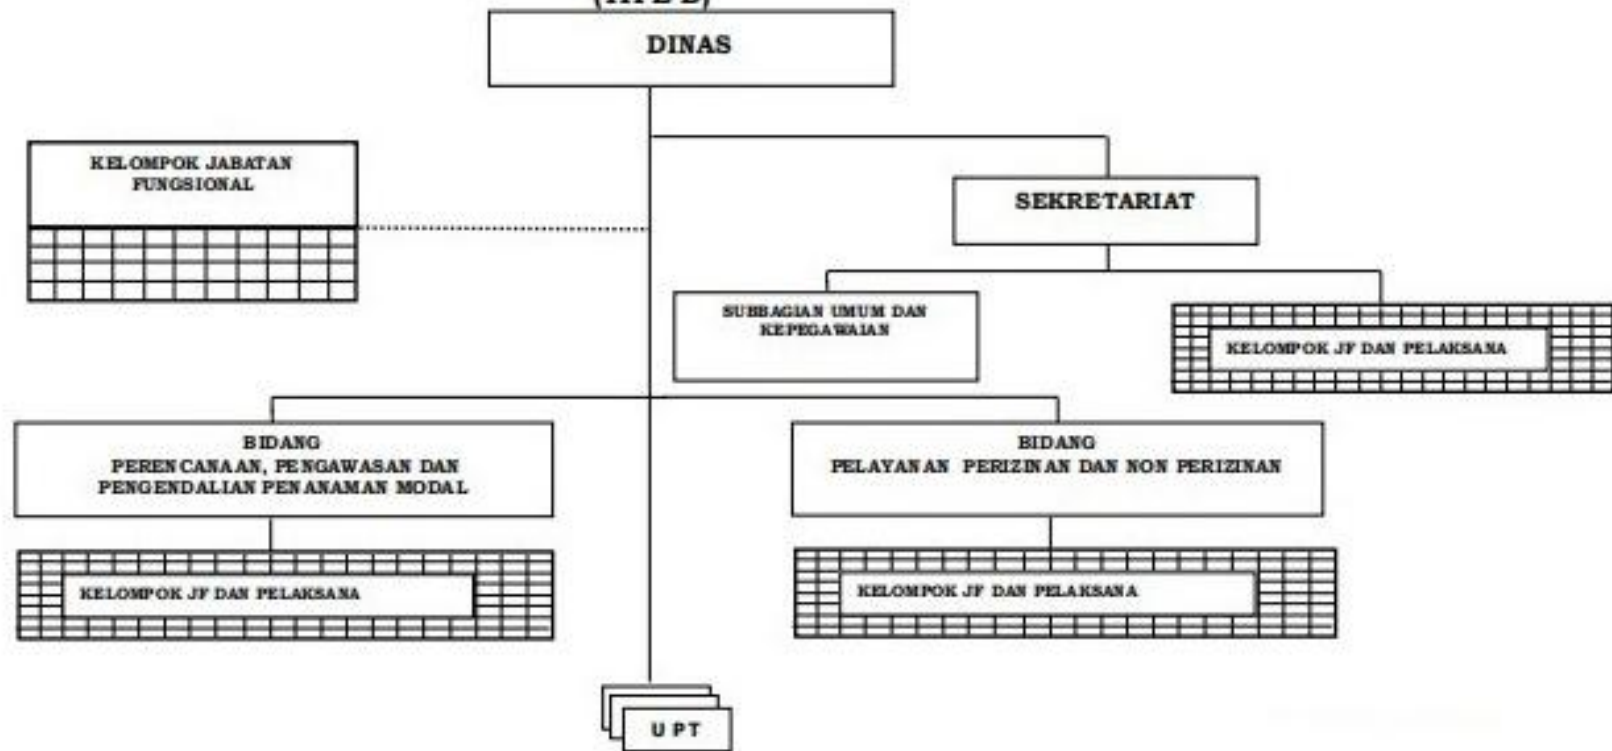 DINAS
KELOMPOK JABATAN
FUNGSIONAL
SEKRETARIAT
SUBBAGIAN UMUM DAN
KEPEGAWAIAN
KELOMPOK JF DAN PELAKSANA
BIDANG
PERENCANAAN, PENGAWASAN DAN
PENGENDALIAN PENANAMAN MODAL
BIDANG
PELAYANAN PERIZINAN DAN NON PERIZINAN
KELOMPOK JF DAN PELAKSANA
KELOMPOK JF DAN PELAKSANA
UPT